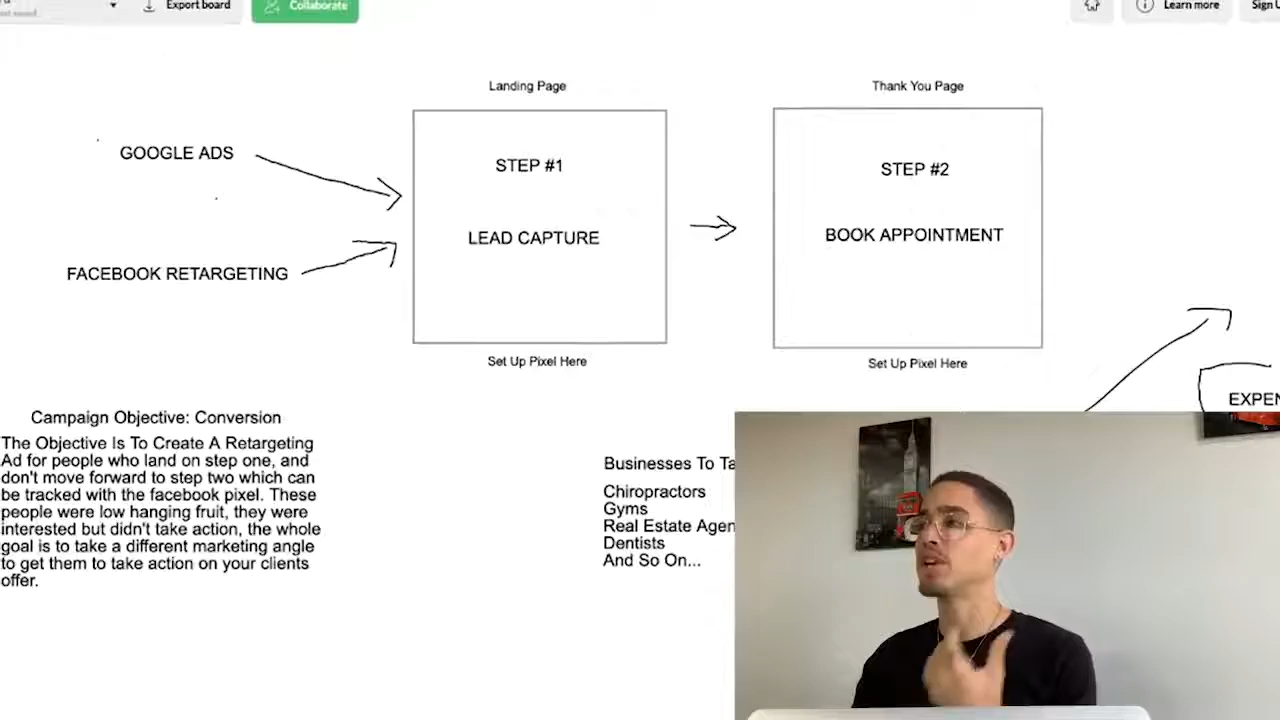 Export board
Collaborate
Learn more
Sign
Landing Page
Thank You Page
GOOGLE ADS
STEP #1
STEP #2
LEAD CAPTURE
BOOK APPOINTMENT
FACEBOOK RETARGETING
Set Up Pixel Here
Set Up Pixel Here
EXPEN
Campaign Objective: Conversion
The Objective Is To Create A Retargeting
Ad for people who land on step one, and
don't move forward to step two which can
be tracked with the facebook pixel. These
people were low hanging fruit, they were
interested but didn't take action, the whole
goal is to take a different marketing angle
to get them to take action on your clients
offer.
Businesses To Ta
Chiropractors
Gyms
Real Estate Agen
Dentists
And So On...